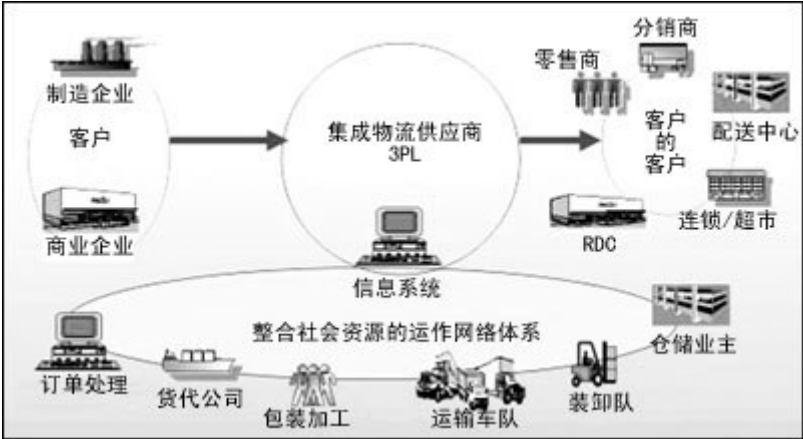 分销商
零售商
制造企业
客户
集成物流供应商
3PL
客户
的
客户
配送中心
商业企业
RDC
连锁/超市
信息系统
整合社会资源的运作网络体系
仓储业主
订单处理
货代公司
包装加工
运输车队
装卸队